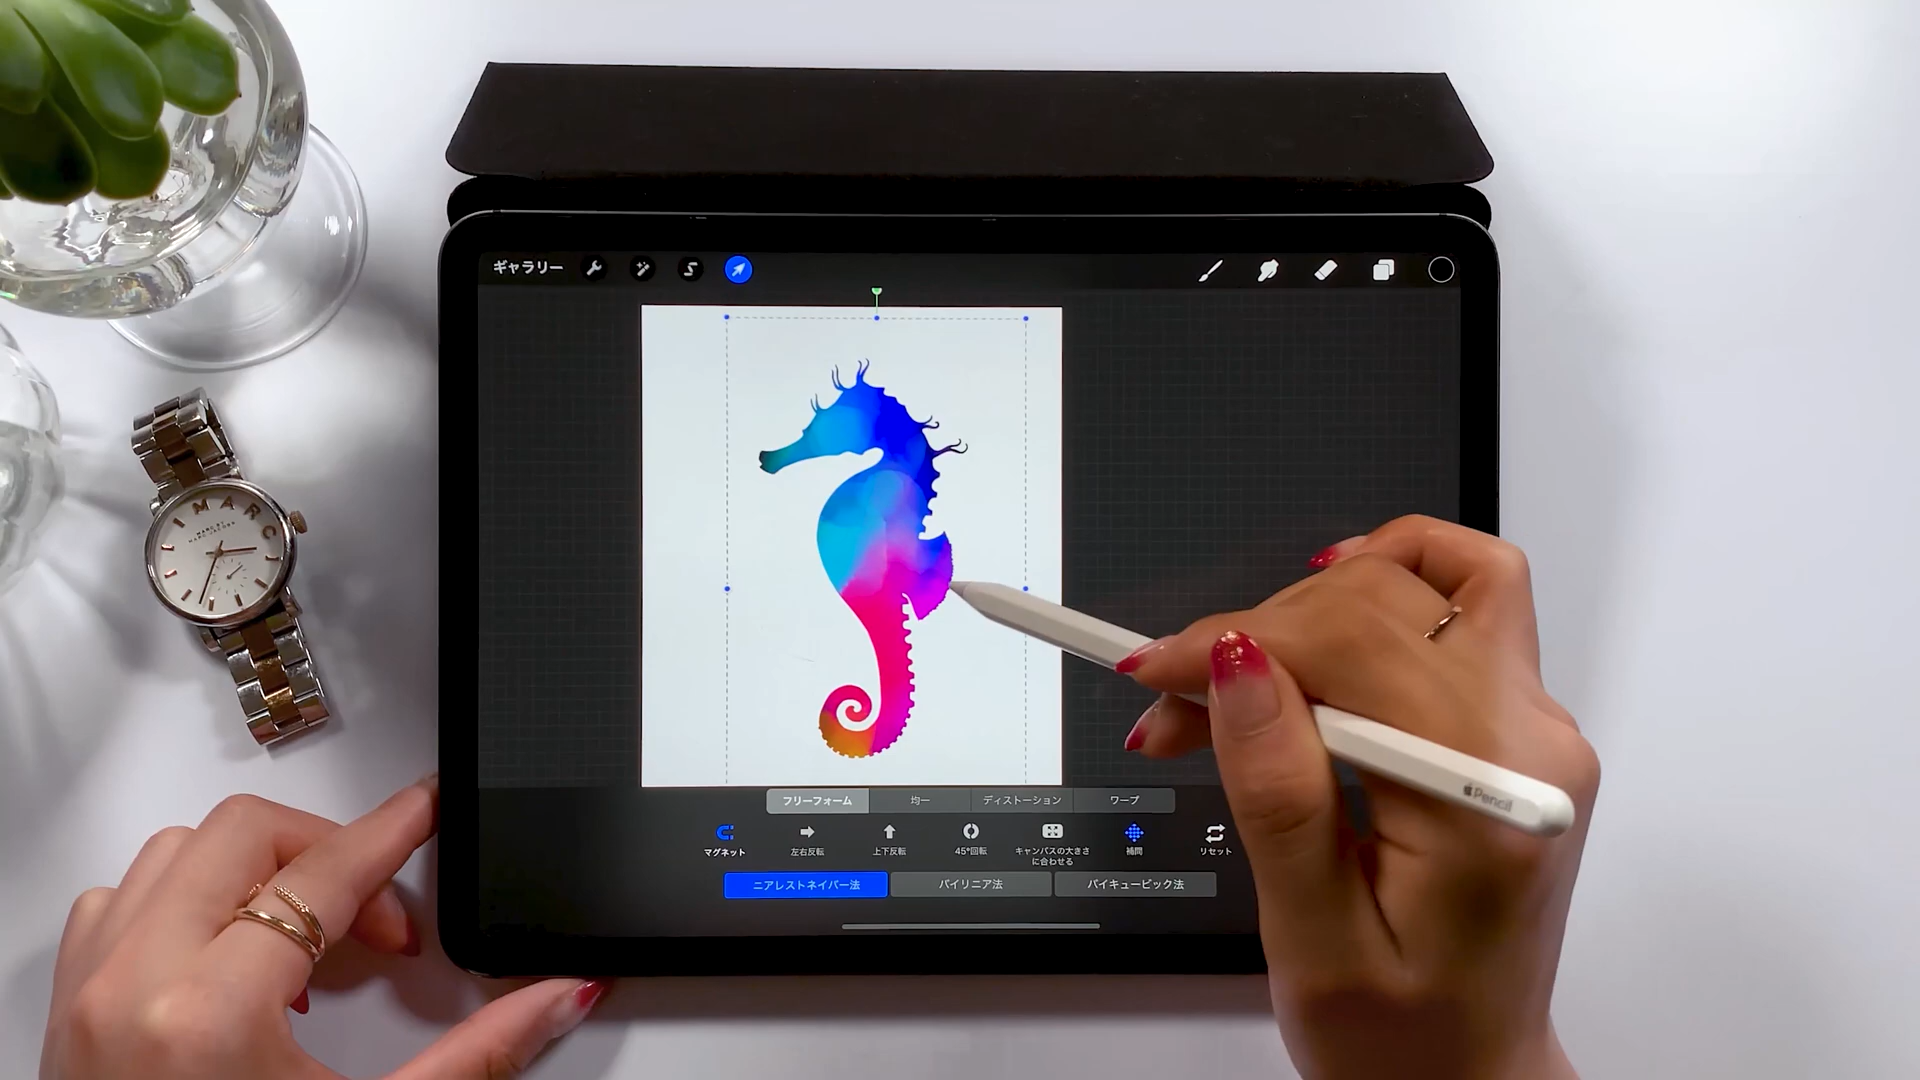 ギャラリー
フリーフォーム
均一
ディストーション
ワープ
マグネット
左右反転
上下反転
45°回転
キャンバスの大きさ
に合わせる
補間
リセット
ニアレストネイバー法
バイリニア法
バイキュービック法
MARC
MARC BY
MARC JACOBS
Pencil